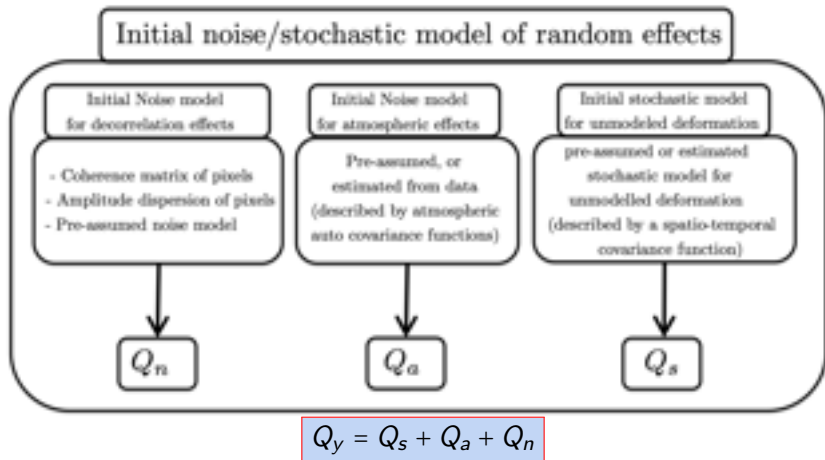 Initial noise/stochastic model of random effects
Initial Noise model
for decorrelation effects
- Coherence matrix of pixels
- Amplitude dispersion of pixels
- Pre-assumed noise model
Qₙ
Initial Noise model
for atmospheric effects
Pre-assumed, or
estimated from data
(described by atmospheric
auto covariance functions)
Qₐ
Initial stochastic model
for unmodeled deformation
pre-assumed or estimated
stochastic model for
unmodelled deformation
(described by a spatio-temporal
covariance function)
Qₛ
Q_y = Qₛ + Qₐ + Qₙ